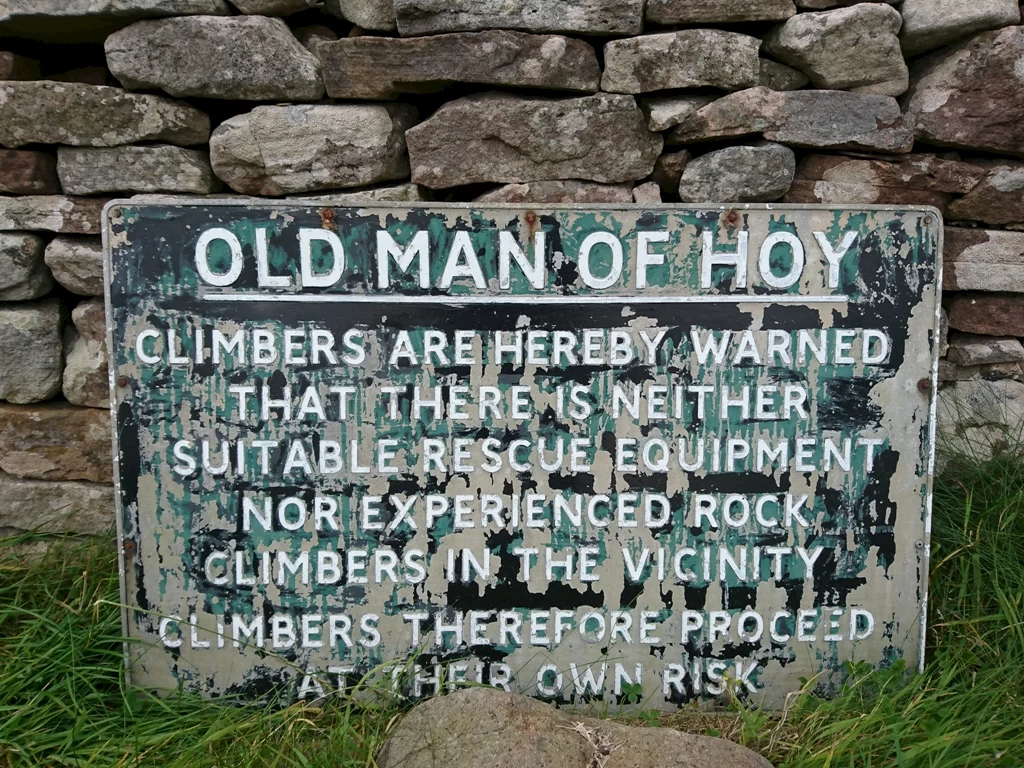 OLD MAN OF HOY
CLIMBERS ARE HEREBY WARNED
THAT THERE IS NEITHER
SUITABLE RESCUE EQUIPMENT
NOR EXPERIENCED ROCK
CLIMBERS IN THE VICINITY
CLIMBERS THEREFORE PROCEED
AT THEIR OWN RISK